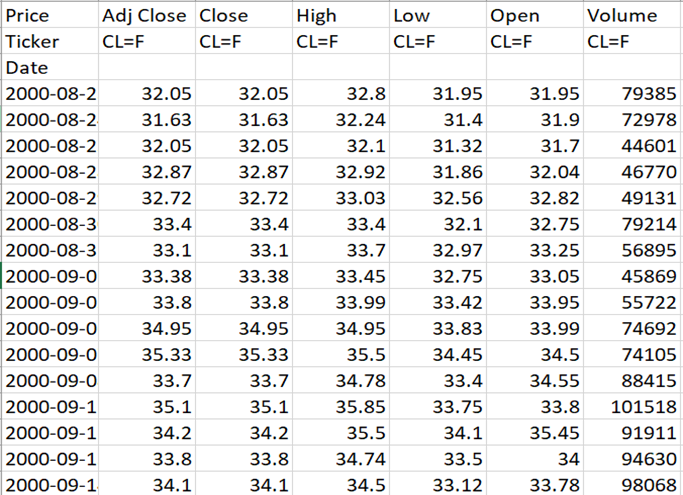 Price Adj Close Close High Low Open Volume
Ticker CL=F CL=F CL=F CL=F CL=F CL=F
Date
2000-08-2 32.05 32.05 32.8 31.95 31.95 79385
2000-08-2 31.63 31.63 32.24 31.4 31.9 72978
2000-08-2 32.05 32.05 32.1 31.32 31.7 44601
2000-08-2 32.87 32.87 32.92 31.86 32.04 46770
2000-08-2 32.72 32.72 33.03 32.56 32.82 49131
2000-08-3 33.4 33.4 33.4 32.1 32.75 79214
2000-08-3 33.1 33.1 33.7 32.97 33.25 56895
2000-09-0 33.38 33.38 33.45 32.75 33.05 45869
2000-09-0 33.8 33.8 33.99 33.42 33.95 55722
2000-09-0 34.95 34.95 34.95 33.83 33.99 74692
2000-09-0 35.33 35.33 35.5 34.45 34.5 74105
2000-09-0 33.7 33.7 34.78 33.4 34.55 88415
2000-09-1 35.1 35.1 35.85 33.75 33.8 101518
2000-09-1 34.2 34.2 35.5 34.1 35.45 91911
2000-09-1 33.8 33.8 34.74 33.5 34 94630
2000-09-1 34.1 34.1 34.5 33.12 33.78 98068